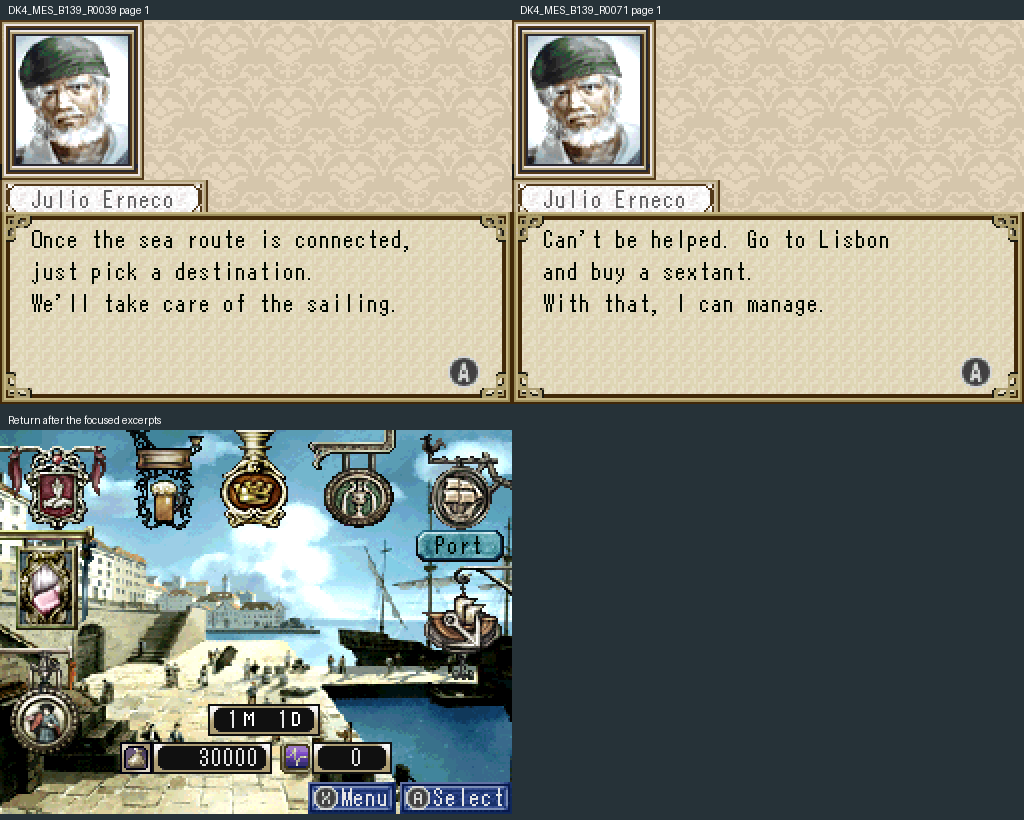 DK4_MES_B139_R0039 page 1
Julio Erneco
Once the sea route is connected,
just pick a destination.
We'll take care of the sailing.
A
DK4_MES_B139_R0071 page 1
Julio Erneco
Can't be helped. Go to Lisbon
and buy a sextant.
With that, I can manage.
A
Return after the focused excerpts
Port
1M 1D
30000
0
X Menu
A Select